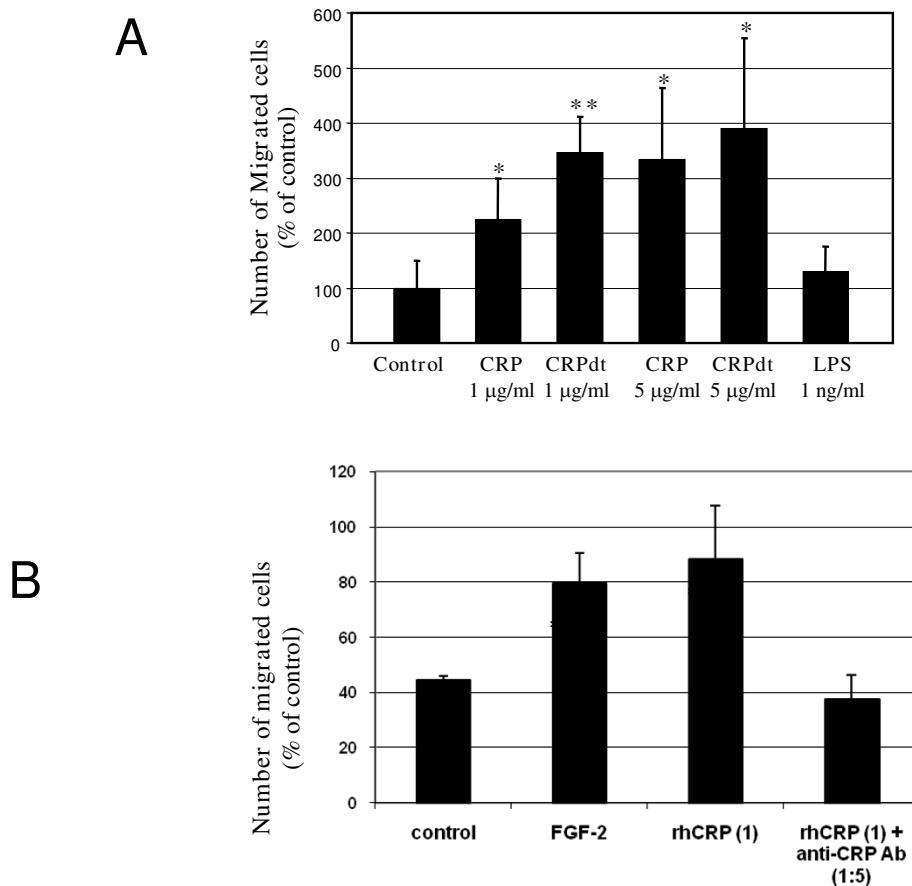 A
Number of Migrated cells
(% of control)
600
500
400
300
200
100
0
*
**
*
*
Control
CRP
1 μg/ml
CRPdt
1 μg/ml
CRP
5 μg/ml
CRPdt
5 μg/ml
LPS
1 ng/ml
B
Number of migrated cells
(% of control)
120
100
80
60
40
20
0
control
FGF-2
rhCRP (1)
rhCRP (1) +
anti-CRP Ab
(1:5)